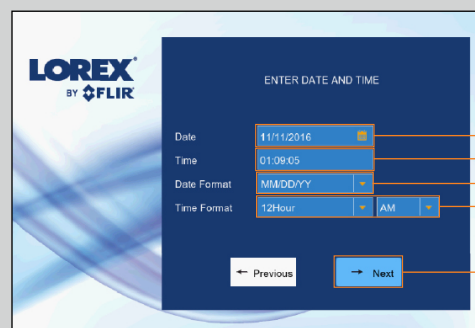 LOREX
BY FLIR
ENTER DATE AND TIME
Date 11/11/2016
Time 01:09:05
Date Format MM/DD/YY
Time Format 12Hour AM
← Previous → Next